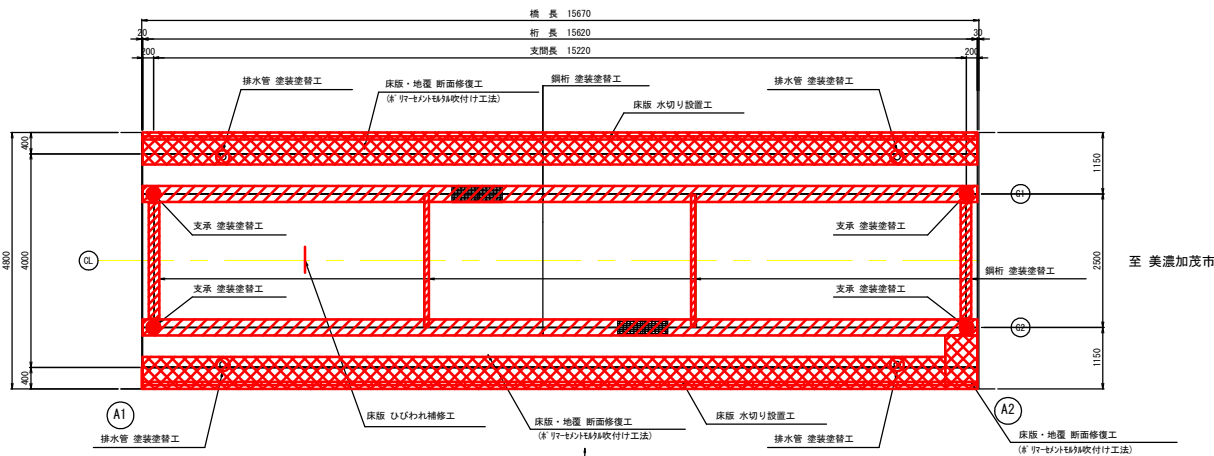 橋 長 15670
20 桁 長 15620 30
200 支間長 15220 200
排水管 塗装塗替工
床版・地覆 断面修復工
(ポリマーセメントモルタル吹付け工法)
鋼桁 塗装塗替工
床版 水切り設置工
排水管 塗装塗替工
400
1150
G1
支承 塗装塗替工
支承 塗装塗替工
4800
4000
CL
2500
至 美濃加茂市
鋼桁 塗装塗替工
支承 塗装塗替工
支承 塗装塗替工
G2
400
1150
A1
床版 ひびわれ補修工
床版・地覆 断面修復工
(ポリマーセメントモルタル吹付け工法)
床版 水切り設置工
A2
排水管 塗装塗替工
排水管 塗装塗替工
床版・地覆 断面修復工
(ポリマーセメントモルタル吹付け工法)